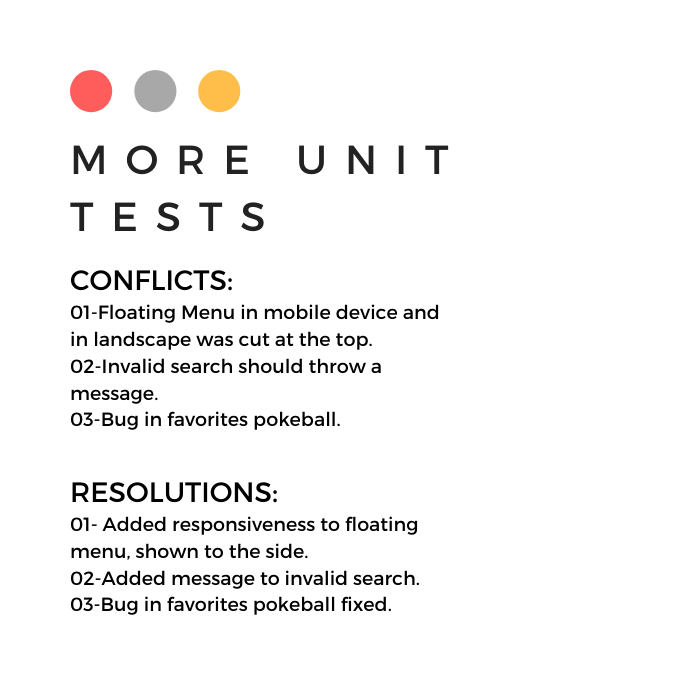 MORE UNIT
TESTS
CONFLICTS:
01-Floating Menu in mobile device and
in landscape was cut at the top.
02-Invalid search should throw a
message.
03-Bug in favorites pokeball.
RESOLUTIONS:
01- Added responsiveness to floating
menu, shown to the side.
02-Added message to invalid search.
03-Bug in favorites pokeball fixed.